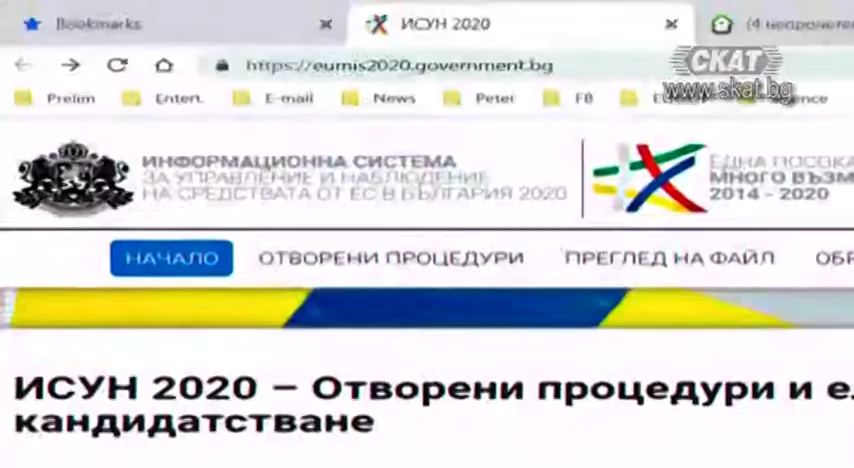 Bookmarks
ИСУН 2020
https://eumis2020.government.bg
СКАТ
www.skat.bg
Prelim Entert. E-mail News Peter FB
ИНФОРМАЦИОННА СИСТЕМА
ЗА УПРАВЛЕНИЕ И НАБЛЮДЕНИЕ
НА СРЕДСТВАТА ОТ ЕС В БЪЛГАРИЯ 2020
ЕДНА ПОСОКА
МНОГО ВЪЗМ
2014 - 2020
НАЧАЛО ОТВОРЕНИ ПРОЦЕДУРИ ПРЕГЛЕД НА ФАЙЛ ОБР
ИСУН 2020 – Отворени процедури и ел
кандидатстване